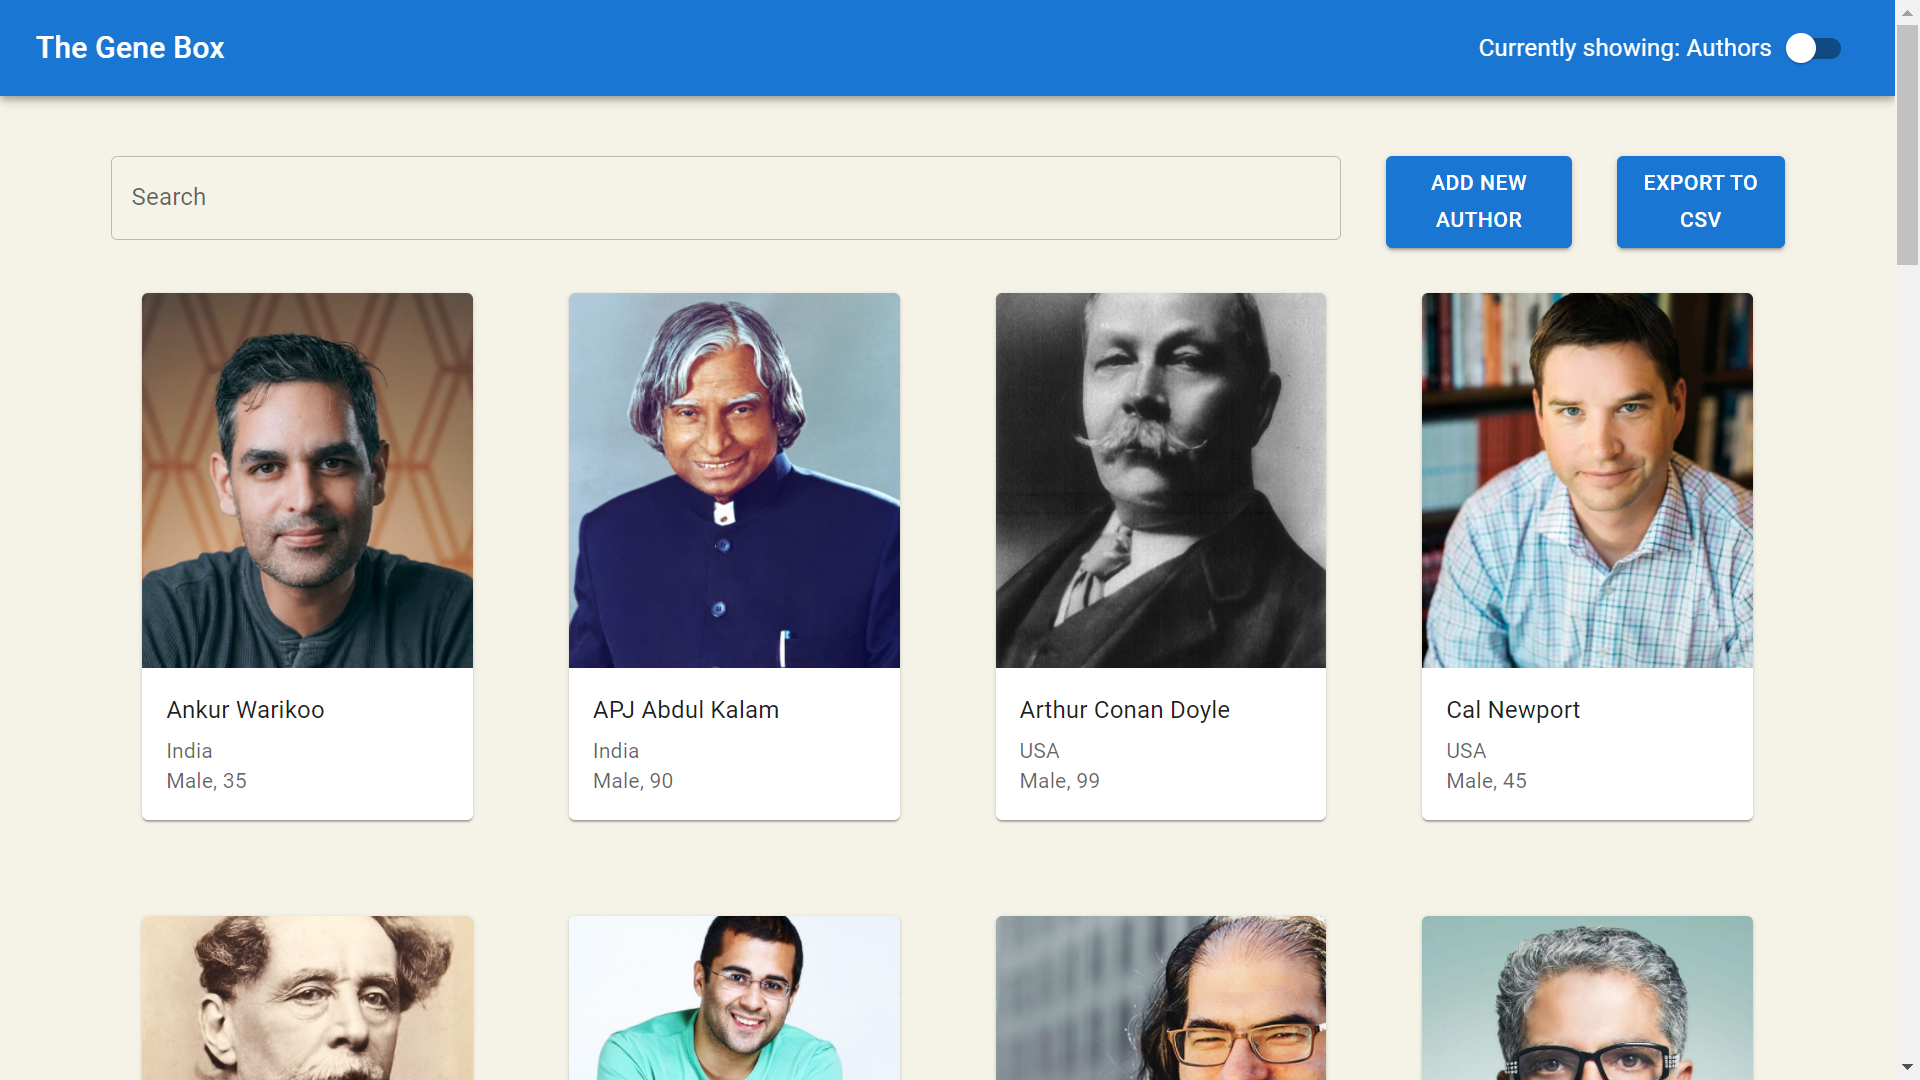 The Gene Box
Currently showing: Authors
Search
ADD NEW
AUTHOR
EXPORT TO
CSV
Ankur Warikoo
India
Male, 35
APJ Abdul Kalam
India
Male, 90
Arthur Conan Doyle
USA
Male, 99
Cal Newport
USA
Male, 45